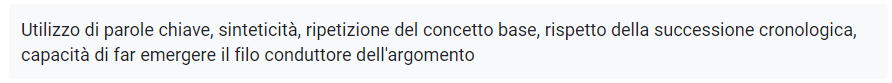 Utilizzo di parole chiave, sinteticità, ripetizione del concetto base, rispetto della successione cronologica,
capacità di far emergere il filo conduttore dell'argomento